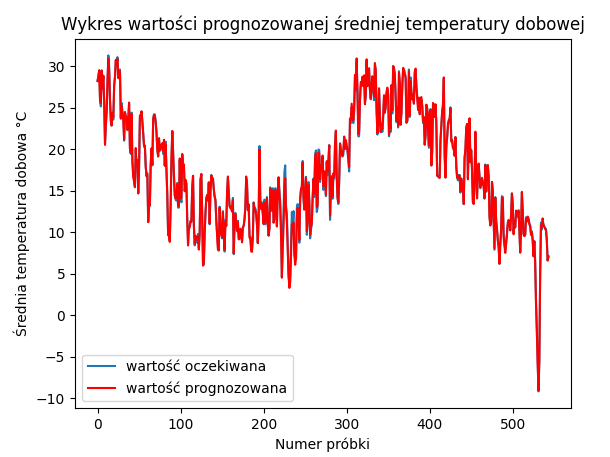 Wykres wartości prognozowanej średniej temperatury dobowej
Średnia temperatura dobowa °C
30
25
20
15
10
5
0
−5
−10
wartość oczekiwana
wartość prognozowana
0 100 200 300 400 500
Numer próbki